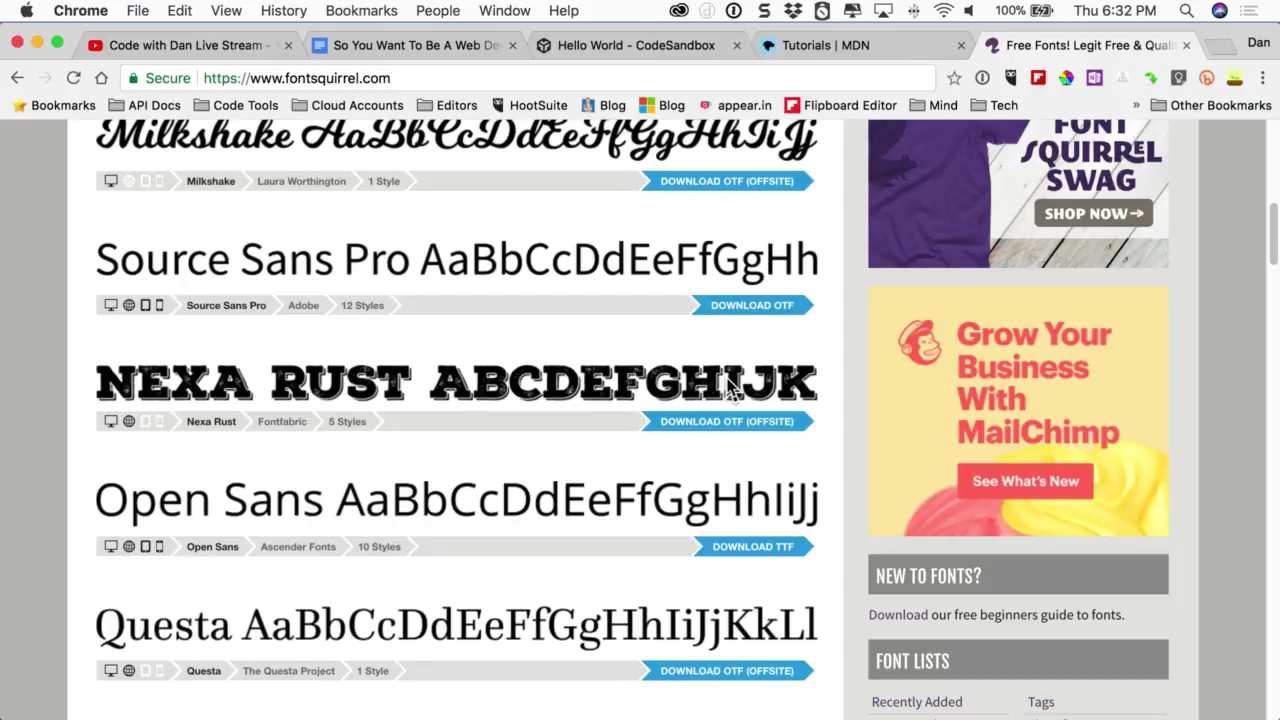 Chrome File Edit View History Bookmarks People Window Help 100% Thu 6:32 PM
Code with Dan Live Stream - So You Want To Be A Web De Hello World - CodeSandbox Tutorials | MDN Free Fonts! Legit Free & Quali Dan
Secure https://www.fontsquirrel.com
Bookmarks API Docs Code Tools Cloud Accounts Editors HootSuite Blog Blog appear.in Flipboard Editor Mind Tech » Other Bookmarks
Milkshake AaBbCcDdEeFfGgHhIiJj
Milkshake Laura Worthington 1 Style DOWNLOAD OTF (OFFSITE)
Source Sans Pro AaBbCcDdEeFfGgHh
Source Sans Pro Adobe 12 Styles DOWNLOAD OTF
NEXA RUST ABCDEFGHIJK
Nexa Rust Fontfabric 5 Styles DOWNLOAD OTF (OFFSITE)
Open Sans AaBbCcDdEeFfGgHhIiJj
Open Sans Ascender Fonts 10 Styles DOWNLOAD TTF
Questa AaBbCcDdEeFfGgHhIiJjKkLl
Questa The Questa Project 1 Style DOWNLOAD OTF (OFFSITE)
FONT
SQUIRREL
SWAG
SHOP NOW→
Grow Your
Business
With
MailChimp
See What's New
NEW TO FONTS?
Download our free beginners guide to fonts.
FONT LISTS
Recently Added Tags